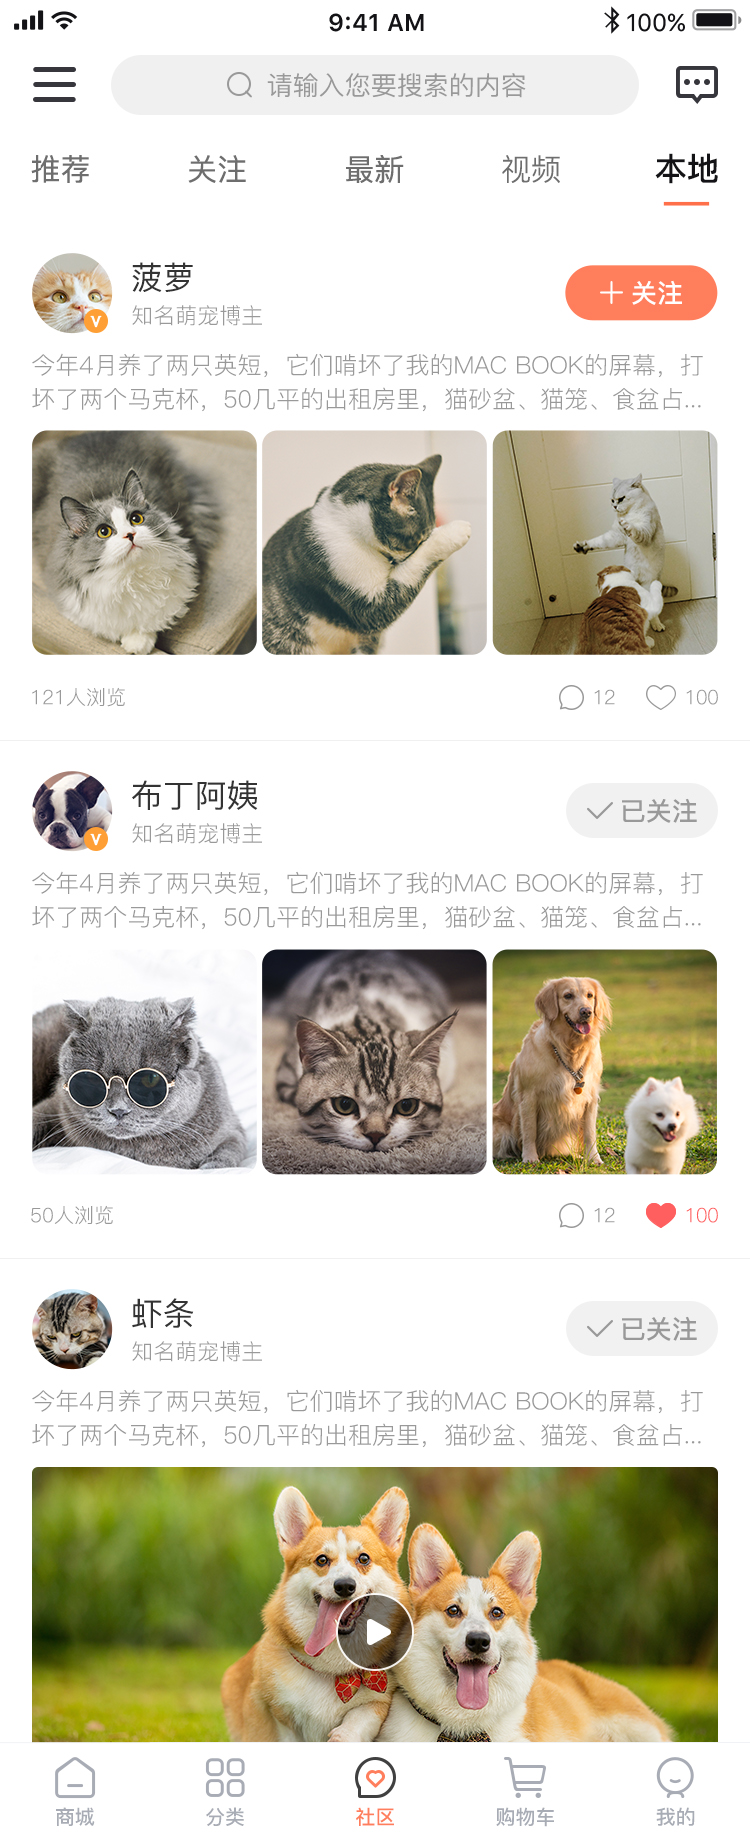 9:41 AM
100%
请输入您要搜索的内容
推荐 关注 最新 视频 本地
菠萝
知名萌宠博主
V
关注
今年4月养了两只英短，它们啃坏了我的MAC BOOK的屏幕，打
坏了两个马克杯，50几平的出租房里，猫砂盆、猫笼、食盆占...
121人浏览
12
100
布丁阿姨
知名萌宠博主
V
已关注
今年4月养了两只英短，它们啃坏了我的MAC BOOK的屏幕，打
坏了两个马克杯，50几平的出租房里，猫砂盆、猫笼、食盆占...
50人浏览
12
100
虾条
知名萌宠博主
已关注
今年4月养了两只英短，它们啃坏了我的MAC BOOK的屏幕，打
坏了两个马克杯，50几平的出租房里，猫砂盆、猫笼、食盆占...
商城 分类 社区 购物车 我的